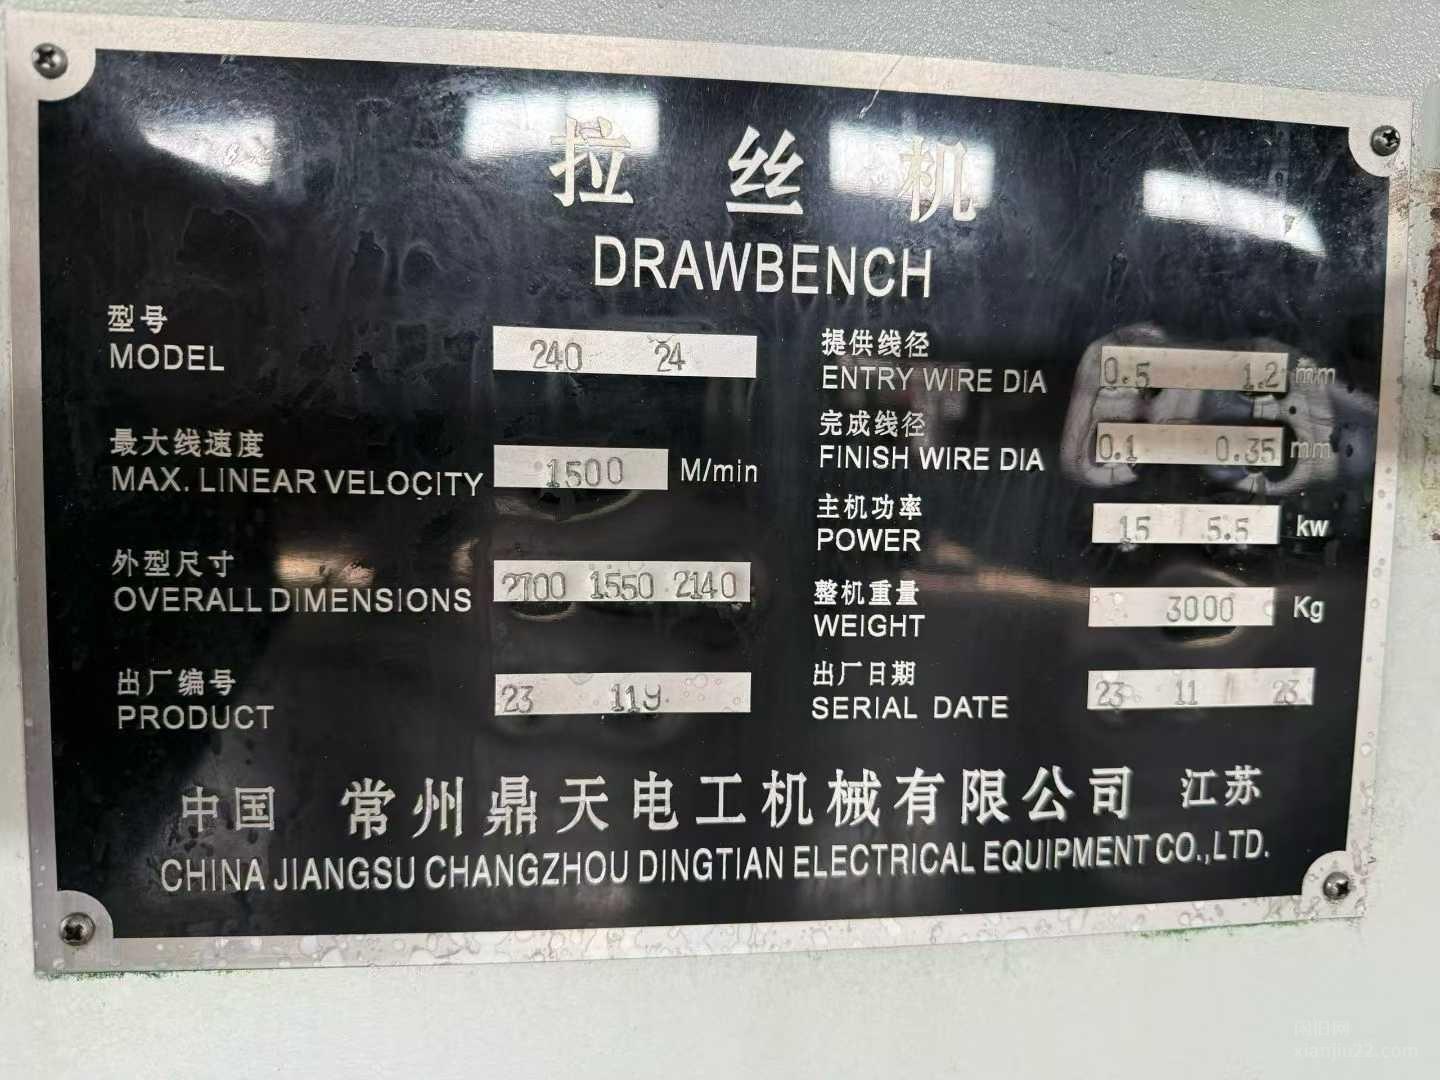 拉丝机
DRAWBENCH
型号
MODEL 240 24
最大线速度
MAX. LINEAR VELOCITY 1500 M/min
外型尺寸
OVERALL DIMENSIONS 2700 1550 2140
出厂编号
PRODUCT 23 119
提供线径
ENTRY WIRE DIA 0.5 1.2 mm
完成线径
FINISH WIRE DIA 0.1 0.35 mm
主机功率
POWER 15 5.5 kw
整机重量
WEIGHT 3000 Kg
出厂日期
SERIAL DATE 23 11 23
中国 常州鼎天电工机械有限公司 江苏
CHINA JIANGSU CHANGZHOU DINGTIAN ELECTRICAL EQUIPMENT CO.,LTD.
闲旧网
xianjiu22.com